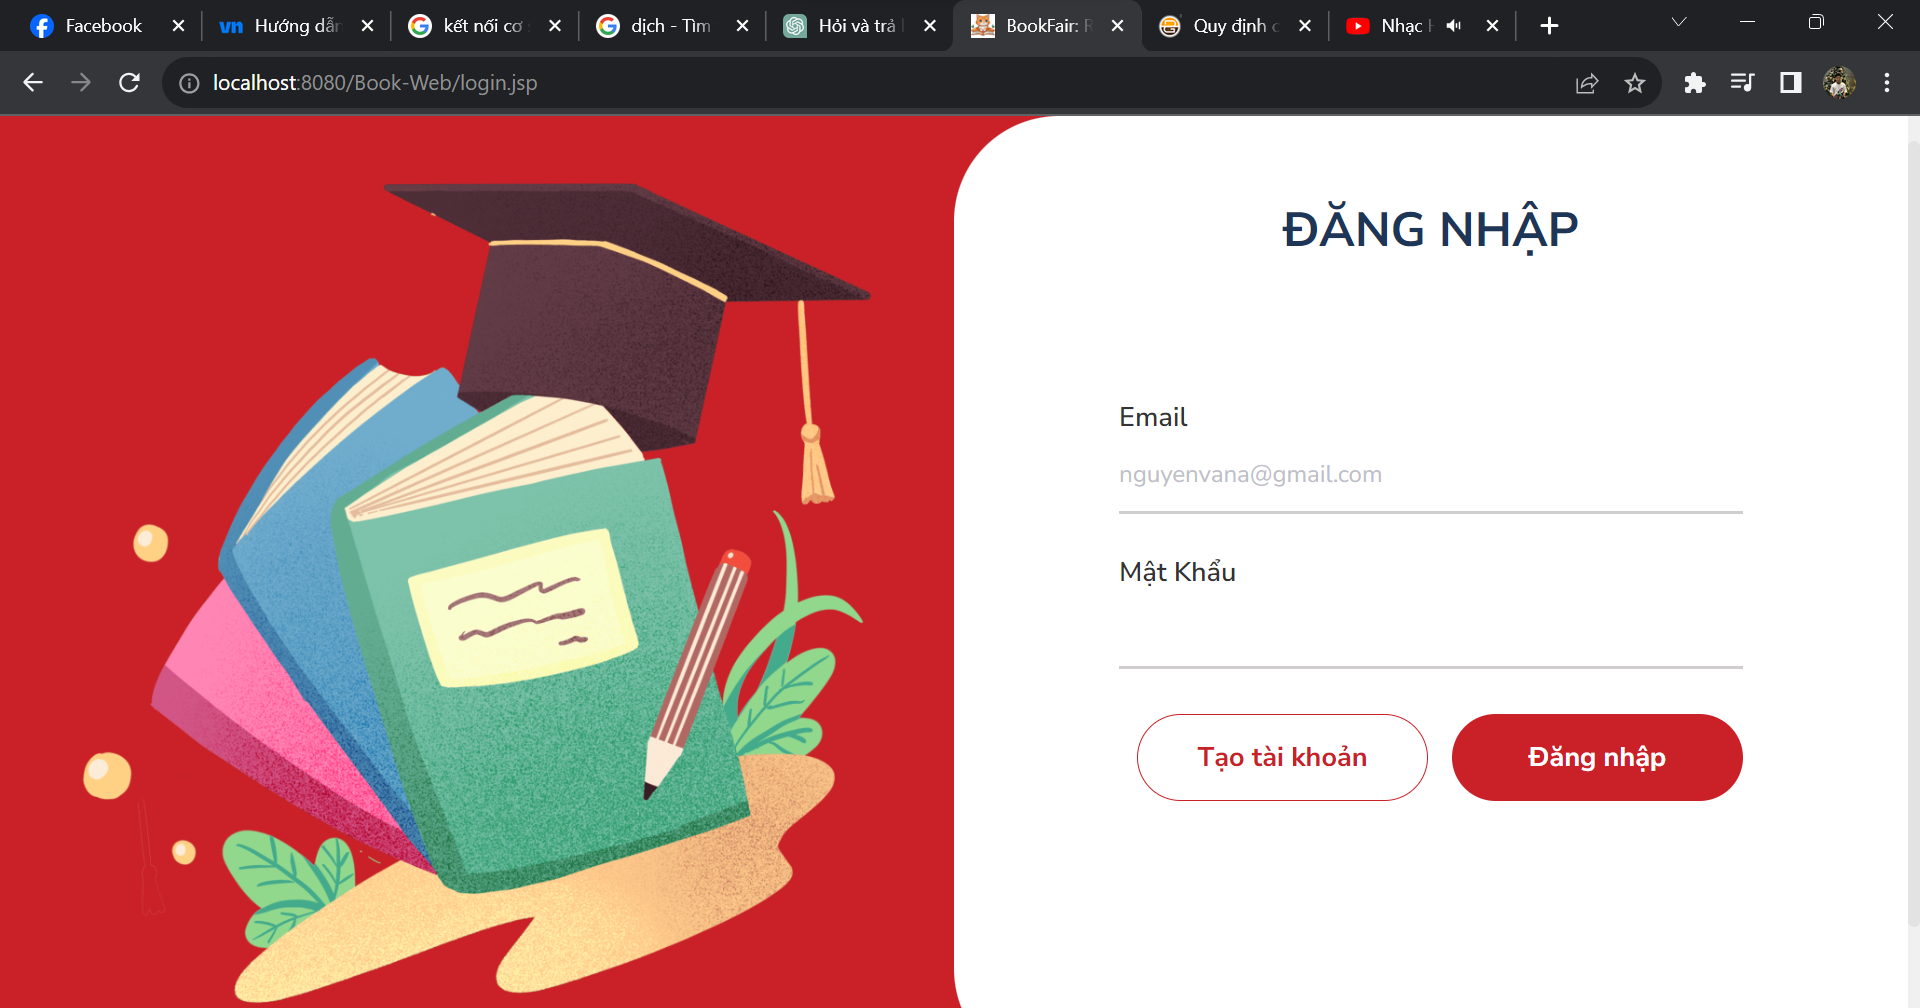 Facebook
Hướng dẫn
kết nối cơ
dịch - Tìm
Hỏi và trả l
BookFair: R
Quy định c
Nhạc H
localhost:8080/Book-Web/login.jsp
ĐĂNG NHẬP
Email
nguyenvana@gmail.com
Mật Khẩu
Tạo tài khoản
Đăng nhập